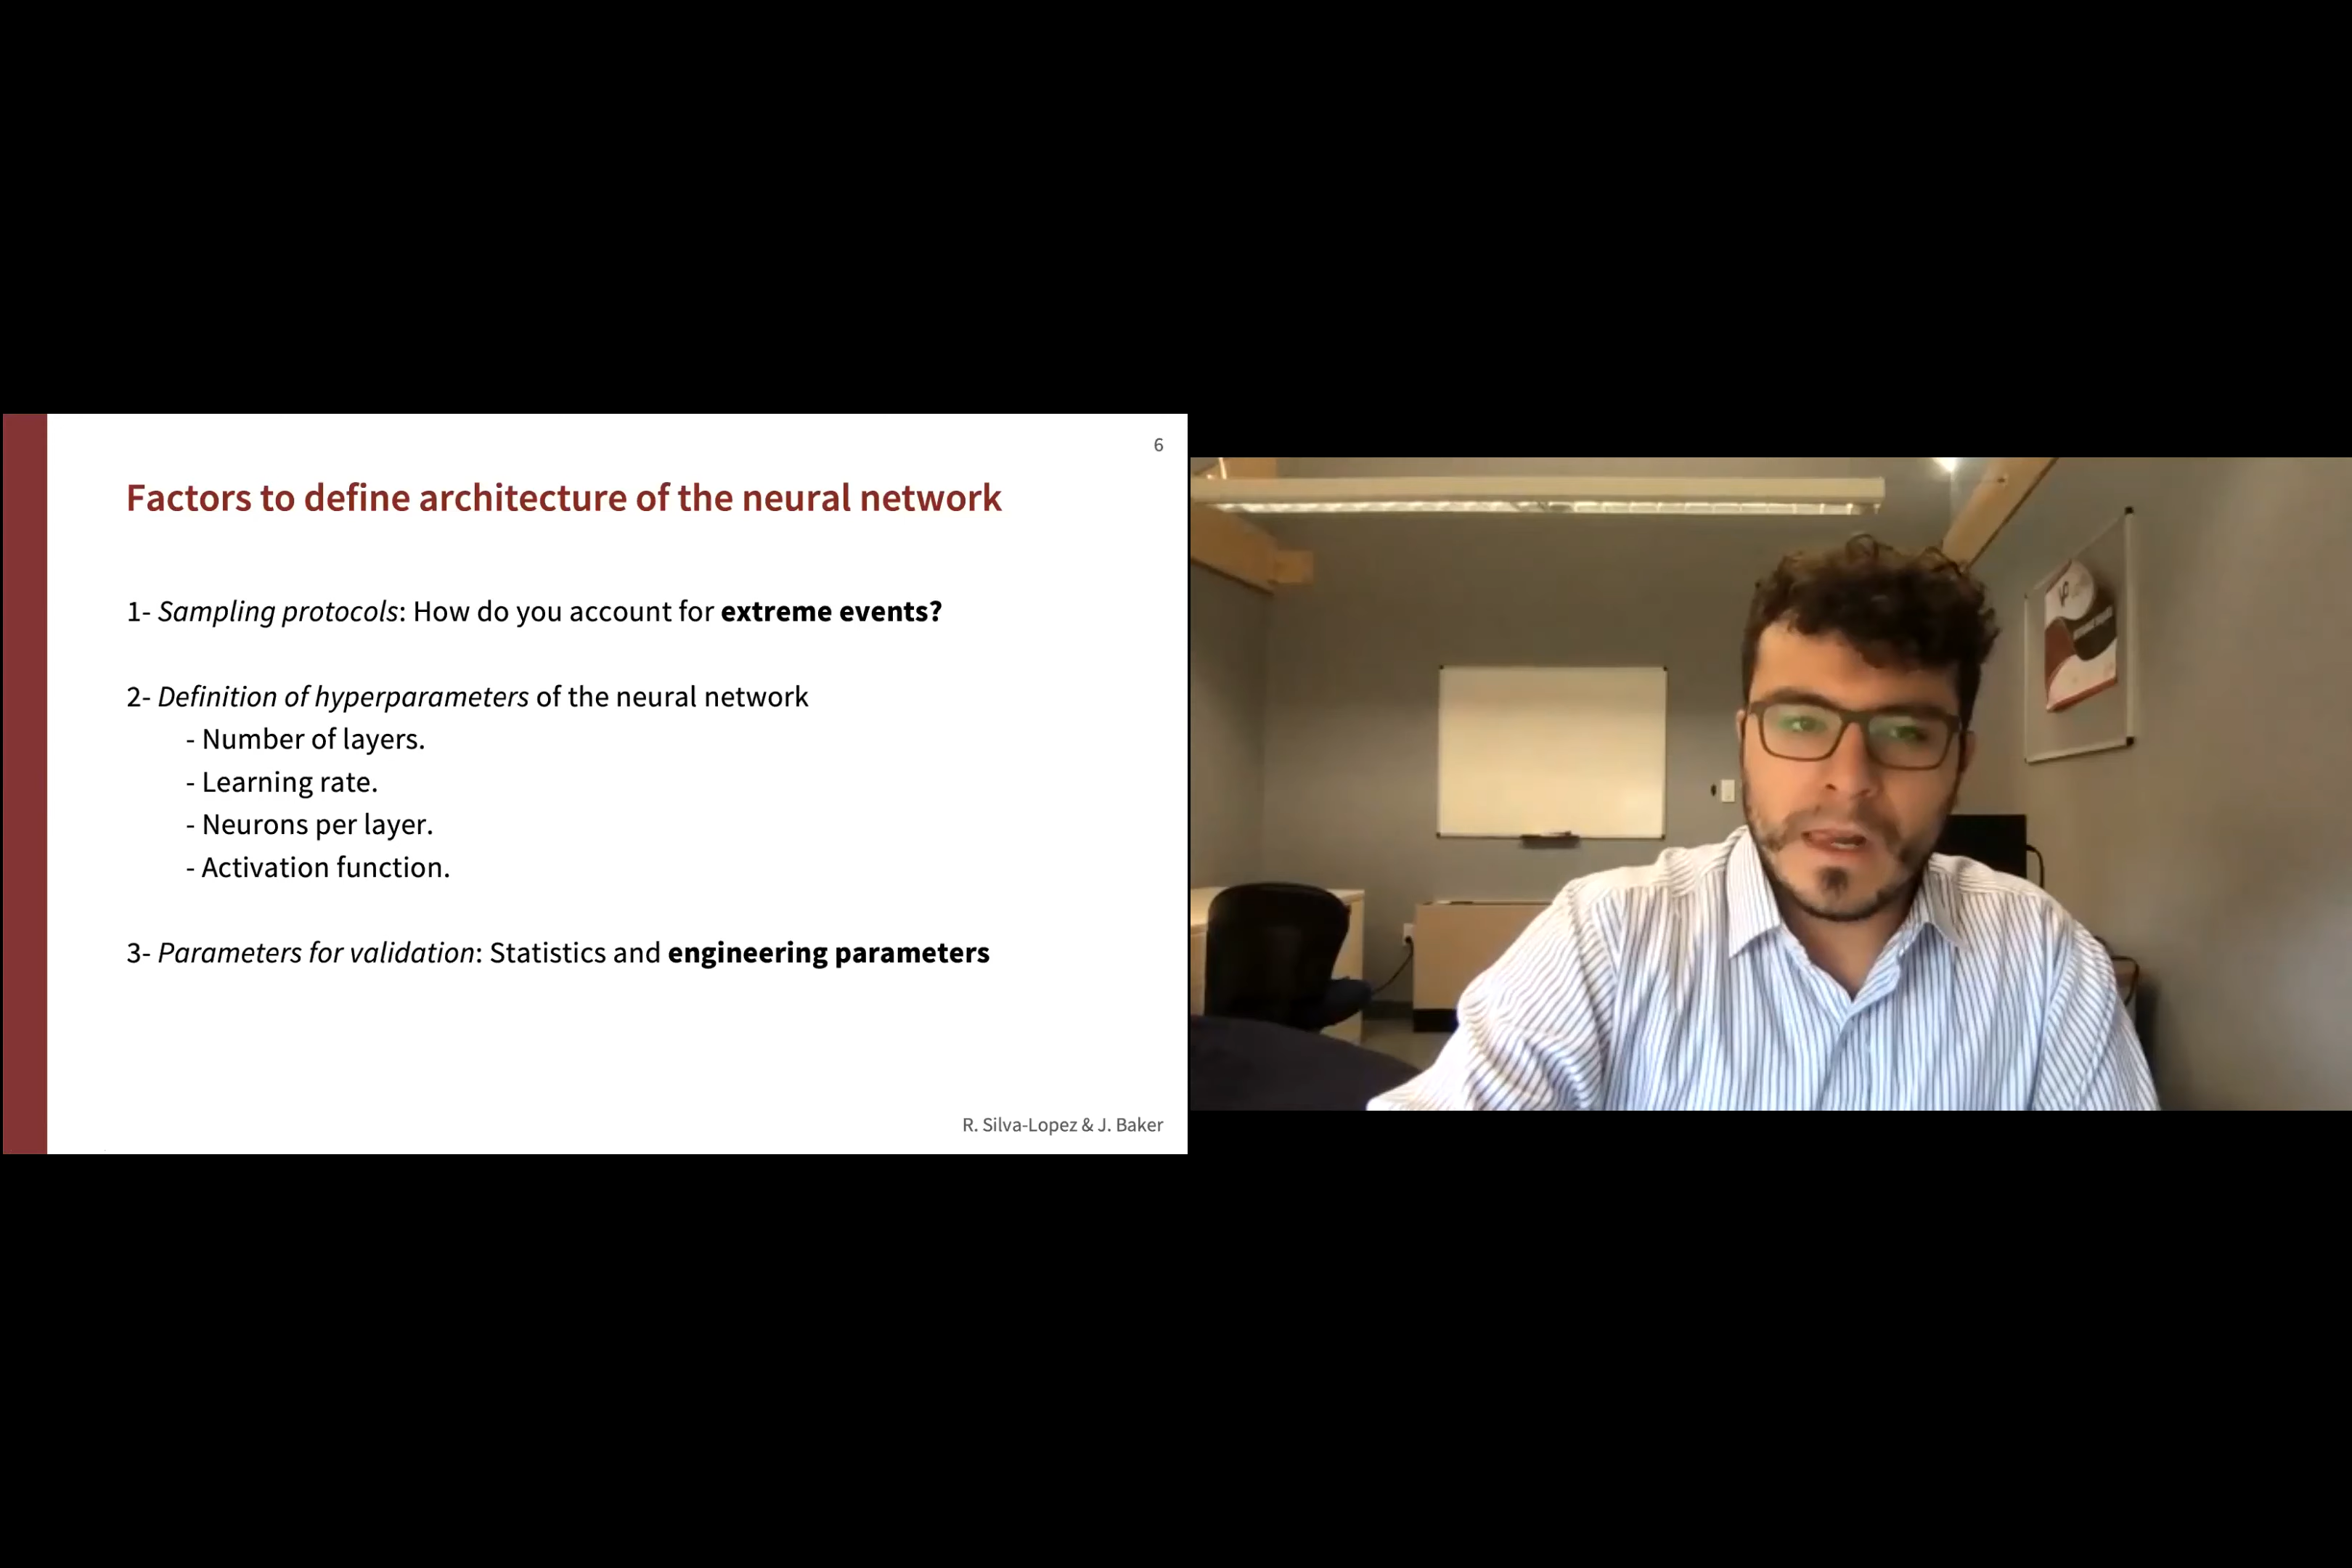 6
Factors to define architecture of the neural network
1- Sampling protocols: How do you account for extreme events?
2- Definition of hyperparameters of the neural network
- Number of layers.
- Learning rate.
- Neurons per layer.
- Activation function.
3- Parameters for validation: Statistics and engineering parameters
R. Silva-Lopez & J. Baker